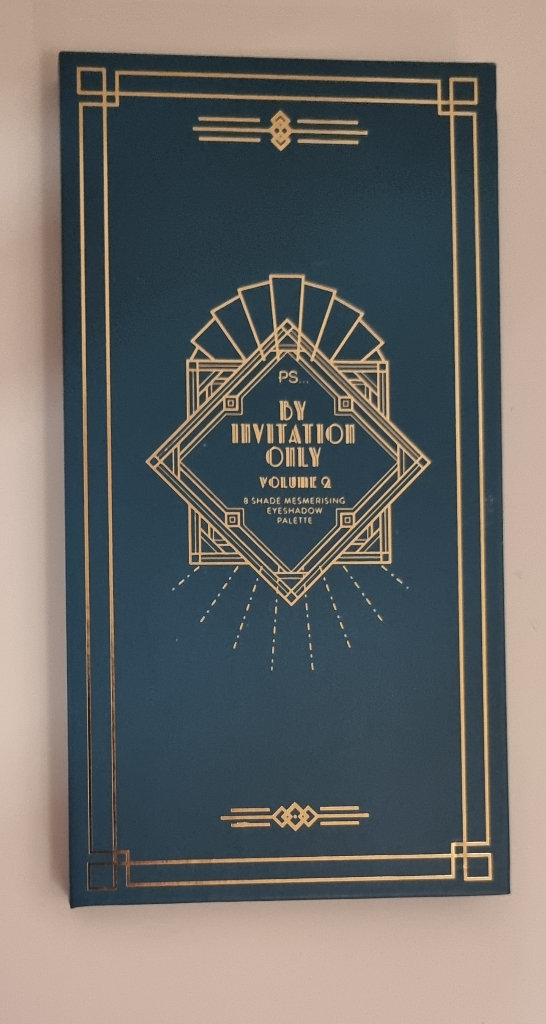 PS...
BY
INVITATION
ONLY
VOLUME 2
8 SHADE MESMERISING
EYESHADOW
PALETTE